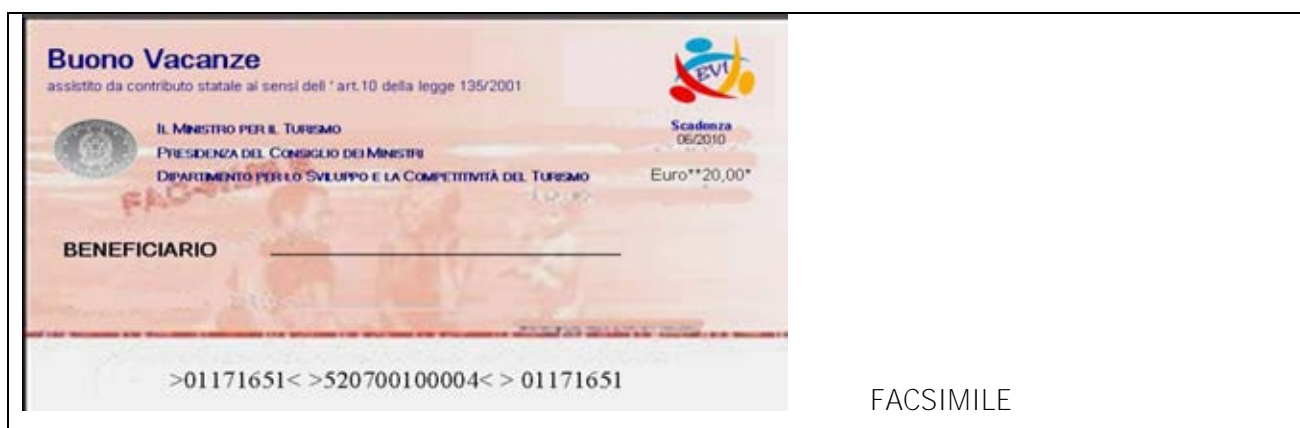 Buono Vacanze
assistito da contributo statale ai sensi dell 'art.10 della legge 135/2001
EVI
IL MINISTRO PER IL TURISMO
PRESIDENZA DEL CONSIGLIO DEI MINISTRI
DIPARTIMENTO PER LO SVILUPPO E LA COMPETITIVITÀ DEL TURISMO
Scadenza
06/2010
Euro**20,00*
FACSIMILE
BENEFICIARIO
>01171651< >520700100004< > 01171651
FACSIMILE